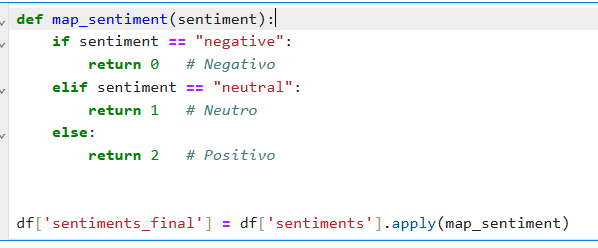 def map_sentiment(sentiment):
    if sentiment == "negative":
        return 0   # Negativo
    elif sentiment == "neutral":
        return 1   # Neutro
    else:
        return 2   # Positivo
df['sentiments_final'] = df['sentiments'].apply(map_sentiment)